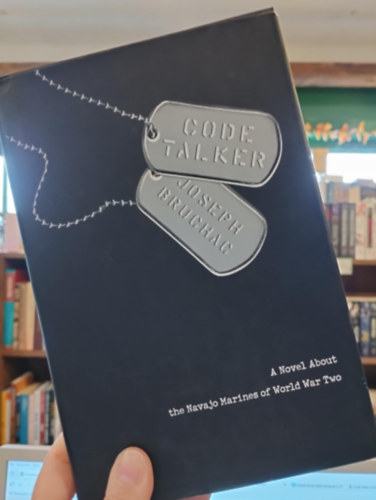 CODE
TALKER
JOSEPH
BRUCHAC
A Novel About
the Navajo Marines of World War Two